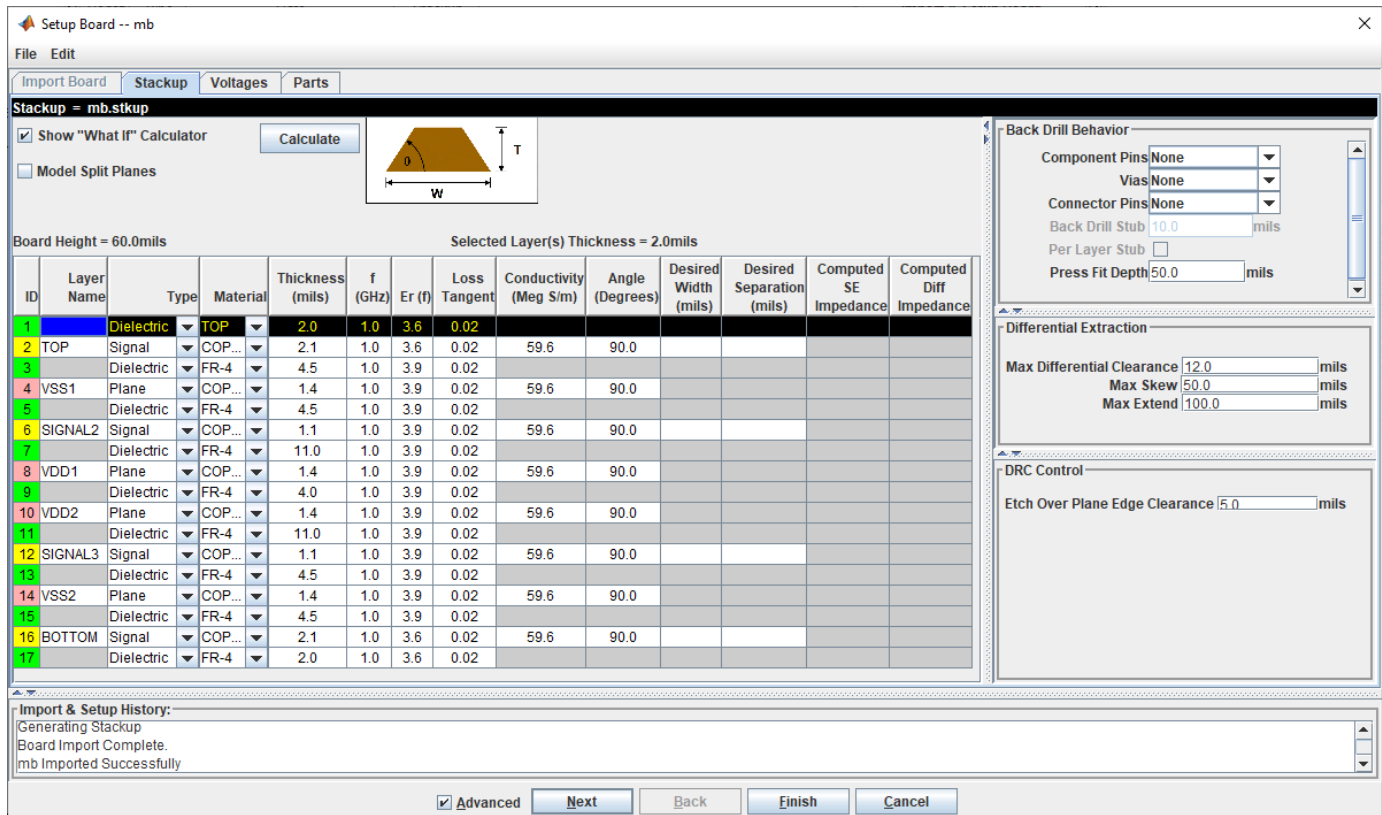 Setup Board -- mb
File Edit
Import Board Stackup Voltages Parts
Stackup = mb.stkup
Show "What If" Calculator Calculate
Model Split Planes
θ T
W
Board Height = 60.0mils Selected Layer(s) Thickness = 2.0mils
ID Layer Name Type Material Thickness (mils) f (GHz) Er (f) Loss Tangent Conductivity (Meg S/m) Angle (Degrees) Desired Width (mils) Desired Separation (mils) Computed SE Impedance Computed Diff Impedance
1 Dielectric TOP 2.0 1.0 3.6 0.02
2 TOP Signal COP... 2.1 1.0 3.6 0.02 59.6 90.0
3 Dielectric FR-4 4.5 1.0 3.9 0.02
4 VSS1 Plane COP... 1.4 1.0 3.9 0.02 59.6 90.0
5 Dielectric FR-4 4.5 1.0 3.9 0.02
6 SIGNAL2 Signal COP... 1.1 1.0 3.9 0.02 59.6 90.0
7 Dielectric FR-4 11.0 1.0 3.9 0.02
8 VDD1 Plane COP... 1.4 1.0 3.9 0.02 59.6 90.0
9 Dielectric FR-4 4.0 1.0 3.9 0.02
10 VDD2 Plane COP... 1.4 1.0 3.9 0.02 59.6 90.0
11 Dielectric FR-4 11.0 1.0 3.9 0.02
12 SIGNAL3 Signal COP... 1.1 1.0 3.9 0.02 59.6 90.0
13 Dielectric FR-4 4.5 1.0 3.9 0.02
14 VSS2 Plane COP... 1.4 1.0 3.9 0.02 59.6 90.0
15 Dielectric FR-4 4.5 1.0 3.9 0.02
16 BOTTOM Signal COP... 2.1 1.0 3.6 0.02 59.6 90.0
17 Dielectric FR-4 2.0 1.0 3.6 0.02
Back Drill Behavior
Component Pins None
Vias None
Connector Pins None
Back Drill Stub 10.0 mils
Per Layer Stub
Press Fit Depth 50.0 mils
Differential Extraction
Max Differential Clearance 12.0 mils
Max Skew 50.0 mils
Max Extend 100.0 mils
DRC Control
Etch Over Plane Edge Clearance 5.0 mils
Import & Setup History:
Generating Stackup
Board Import Complete.
mb Imported Successfully
Advanced Next Back Finish Cancel